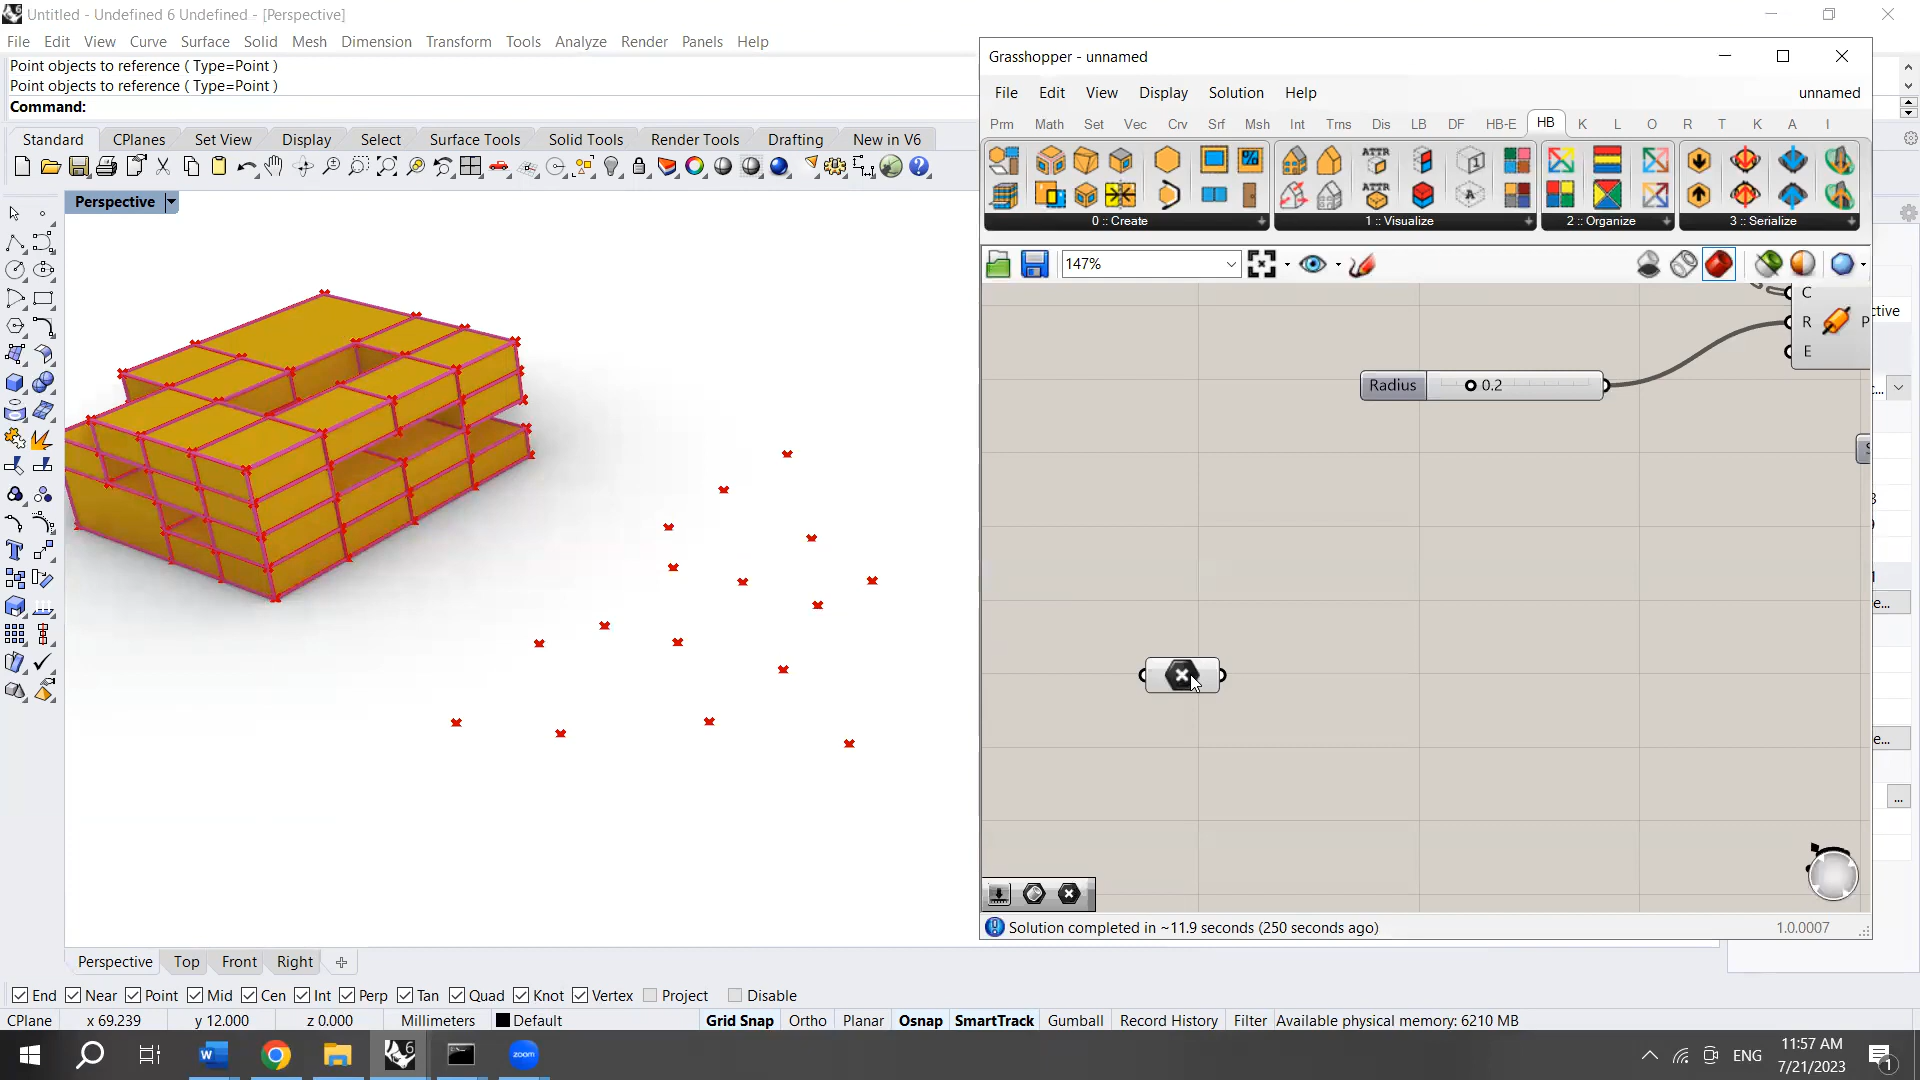 Untitled - Undefined 6 Undefined - [Perspective]
File Edit View Curve Surface Solid Mesh Dimension Transform Tools Analyze Render Panels Help
Point objects to reference ( Type=Point )
Point objects to reference ( Type=Point )
Command:
Standard CPlanes Set View Display Select Surface Tools Solid Tools Mesh Tools Render Tools Drafting New in V6
Perspective
Grasshopper - unnamed
File Edit View Display Solution Help unnamed
Prm Math Set Vec Crv Srf Msh Int Trns Dis LB DF HB-E HB K L O R T K A I
ATTR
ATTR
0 :: Create 1 :: Visualize 2 :: Organize 3 :: Serialize
147%
C
R P
E
Radius 0.2
Solution completed in ~11.9 seconds (250 seconds ago) 1.0.0007
Perspective Top Front Right
End Near Point Mid Cen Int Perp Tan Quad Knot Vertex Project Disable
CPlane x 69.239 y 12.000 z 0.000 Millimeters Default Grid Snap Ortho Planar Osnap SmartTrack Gumball Record History Filter Available physical memory: 6210 MB
zoom
ENG 11:57 AM
7/21/2023
1